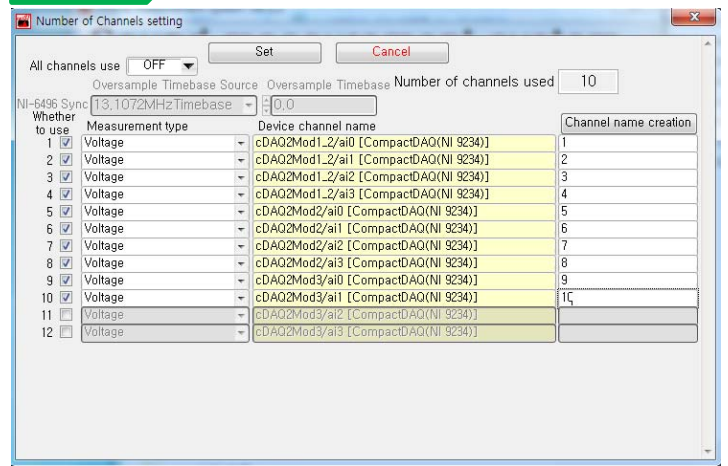 Number of Channels setting
All channels use OFF Set Cancel
Oversample Timebase Source Oversample Timebase Number of channels used 10
NI-6496 Sync 13,1072MHzTimebase 0,0
Whether to use Measurement type Device channel name Channel name creation
1 Voltage cDAQ2Mod1_2/ai0 [CompactDAQ(NI 9234)] 1
2 Voltage cDAQ2Mod1_2/ai1 [CompactDAQ(NI 9234)] 2
3 Voltage cDAQ2Mod1_2/ai2 [CompactDAQ(NI 9234)] 3
4 Voltage cDAQ2Mod1_2/ai3 [CompactDAQ(NI 9234)] 4
5 Voltage cDAQ2Mod2/ai0 [CompactDAQ(NI 9234)] 5
6 Voltage cDAQ2Mod2/ai1 [CompactDAQ(NI 9234)] 6
7 Voltage cDAQ2Mod2/ai2 [CompactDAQ(NI 9234)] 7
8 Voltage cDAQ2Mod2/ai3 [CompactDAQ(NI 9234)] 8
9 Voltage cDAQ2Mod3/ai0 [CompactDAQ(NI 9234)] 9
10 Voltage cDAQ2Mod3/ai1 [CompactDAQ(NI 9234)] 10
11 Voltage cDAQ2Mod3/ai2 [CompactDAQ(NI 9234)]
12 Voltage cDAQ2Mod3/ai3 [CompactDAQ(NI 9234)]